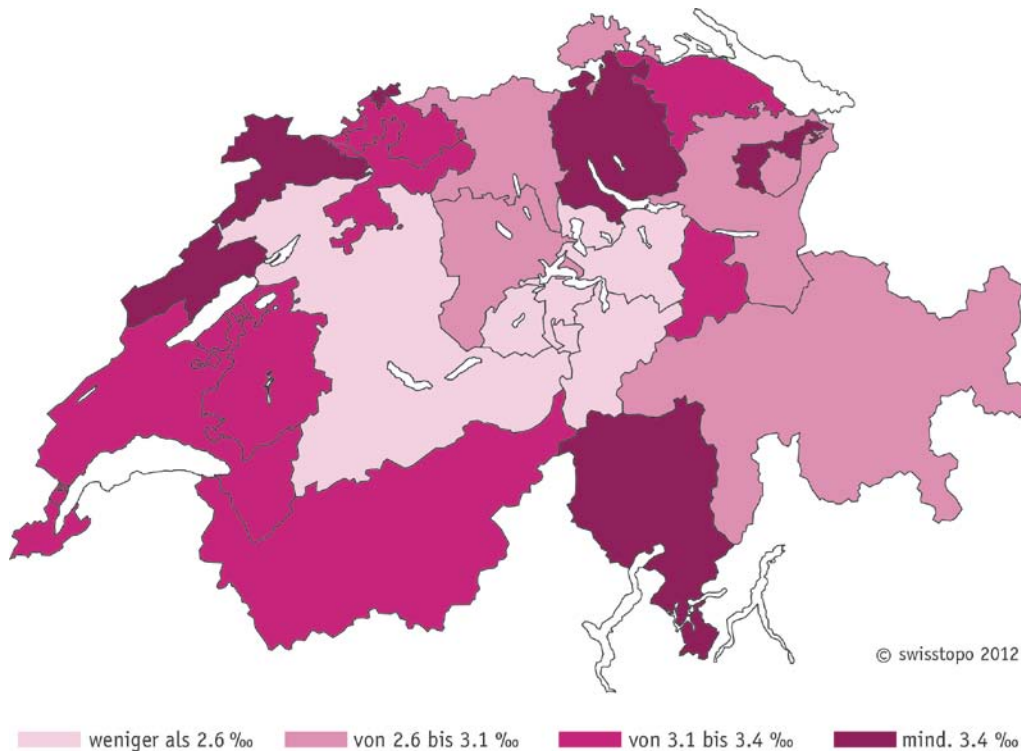 © swisstopo 2012
weniger als 2.6 ‰ von 2.6 bis 3.1 ‰ von 3.1 bis 3.4 ‰ mind. 3.4 ‰